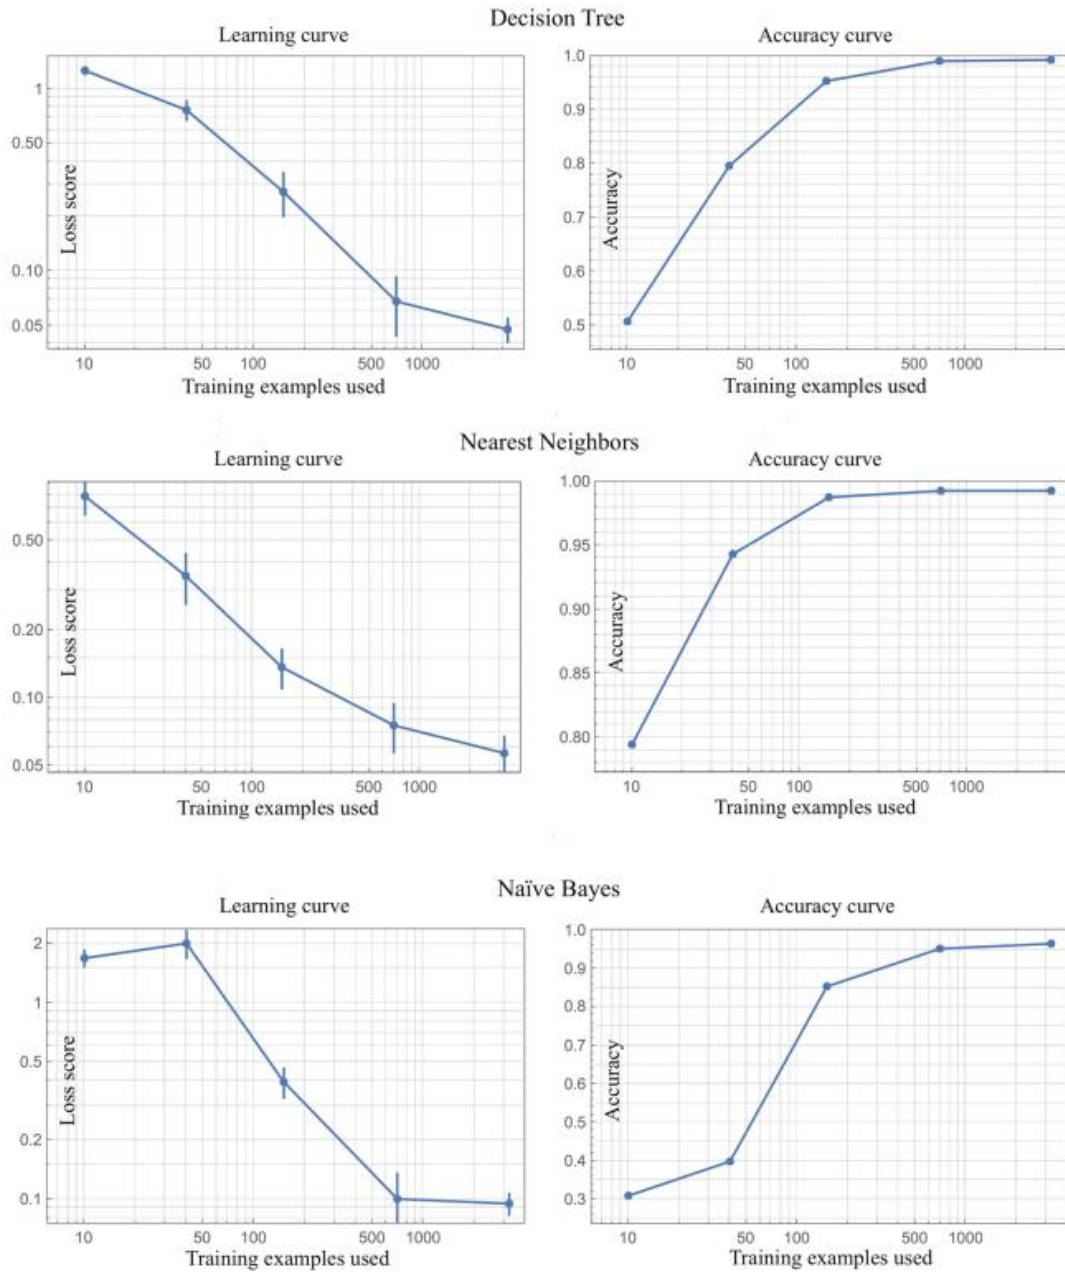 Decision Tree
Learning curve
Accuracy curve
1
0.50
0.10
0.05
Loss score
10 50 100 500 1000
Training examples used
1.0
0.9
0.8
0.7
0.6
0.5
Accuracy
10 50 100 500 1000
Training examples used
Nearest Neighbors
Learning curve
Accuracy curve
0.50
0.20
0.10
0.05
Loss score
10 50 100 500 1000
Training examples used
1.00
0.95
0.90
0.85
0.80
Accuracy
10 50 100 500 1000
Training examples used
Naïve Bayes
Learning curve
Accuracy curve
2
1
0.5
0.2
0.1
Loss score
10 50 100 500 1000
Training examples used
1.0
0.9
0.8
0.7
0.6
0.5
0.4
0.3
Accuracy
10 50 100 500 1000
Training examples used